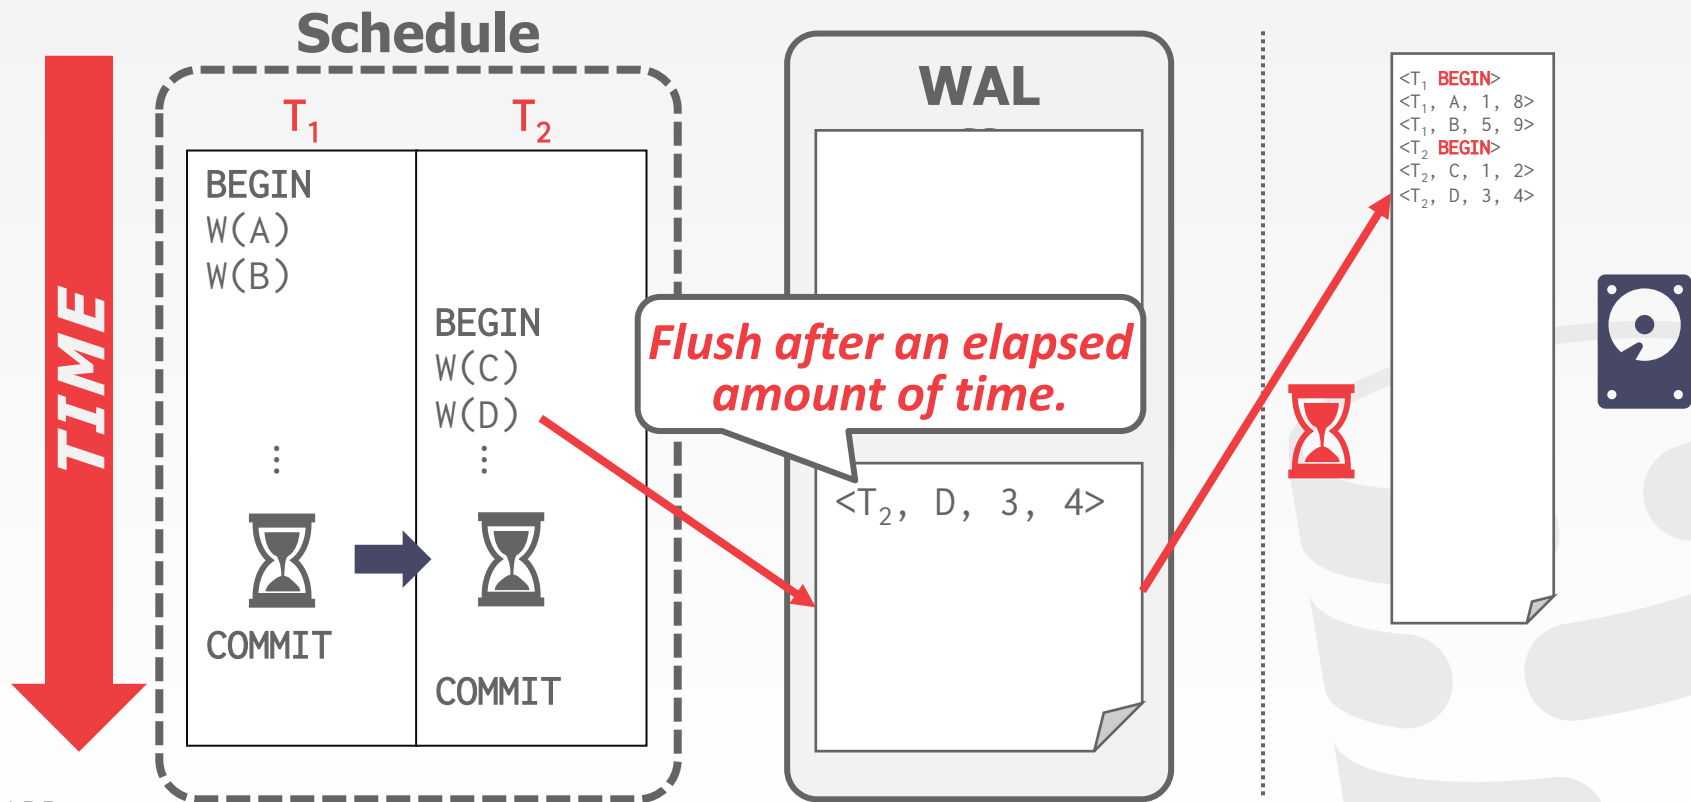 Schedule
TIME
T1 T2
BEGIN
W(A)
W(B)
⋮
COMMIT
BEGIN
W(C)
W(D)
⋮
COMMIT
WAL
Flush after an elapsed
amount of time.
<T2, D, 3, 4>
<T1 BEGIN>
<T1, A, 1, 8>
<T1, B, 5, 9>
<T2 BEGIN>
<T2, C, 1, 2>
<T2, D, 3, 4>